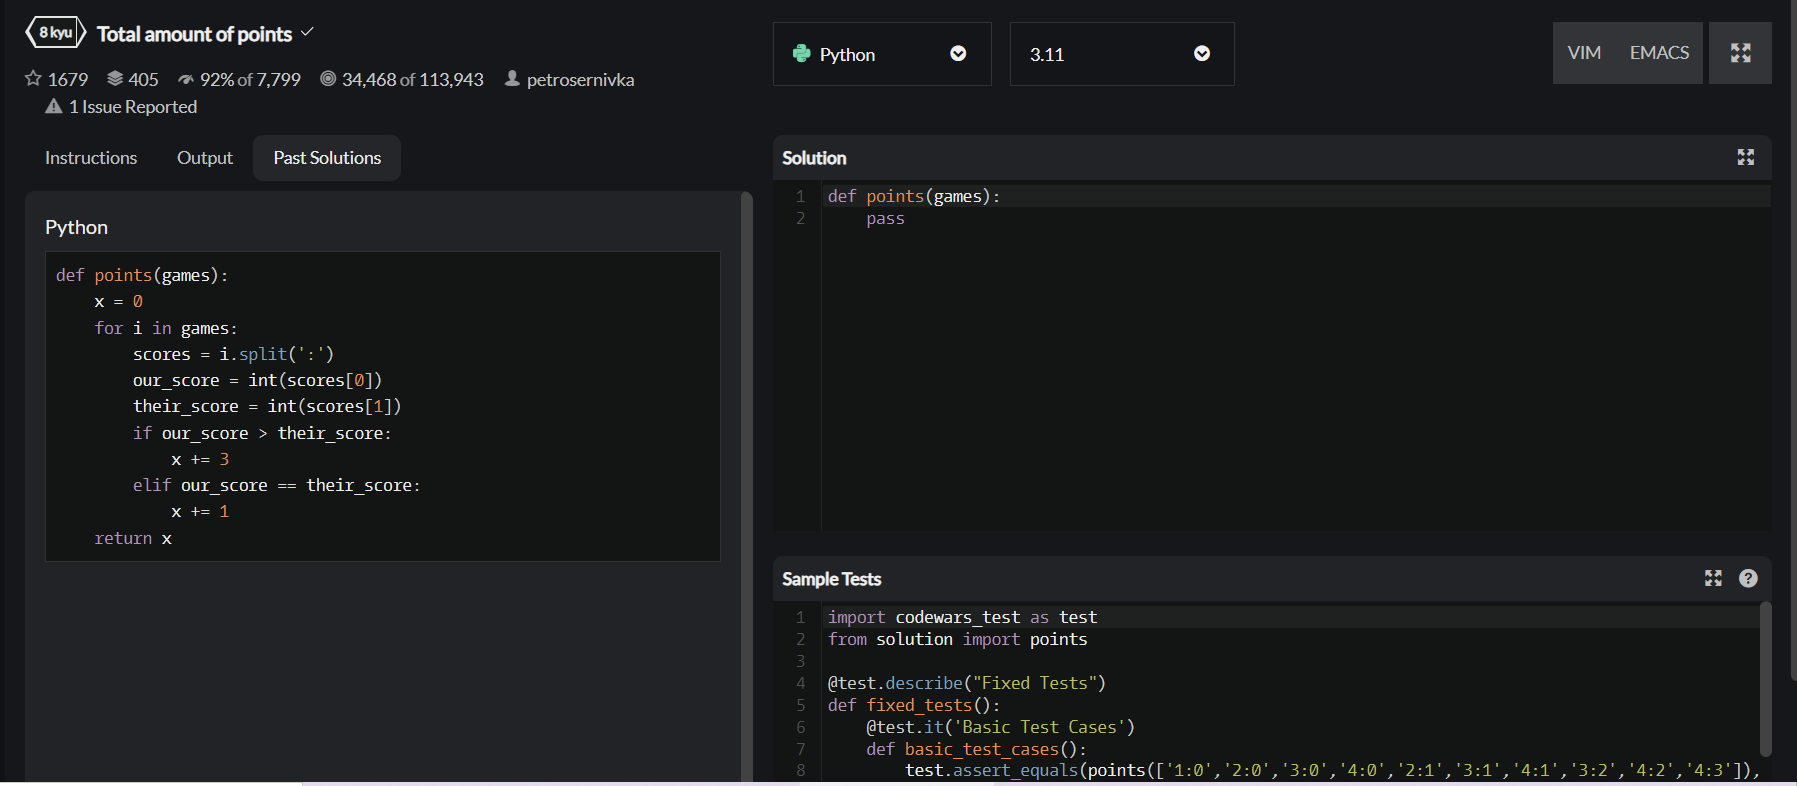 8 kyu Total amount of points
1679 405 92% of 7,799 34,468 of 113,943 petrosernivka
1 Issue Reported
Instructions Output Past Solutions
Python
def points(games):
    x = 0
    for i in games:
        scores = i.split(':')
        our_score = int(scores[0])
        their_score = int(scores[1])
        if our_score > their_score:
            x += 3
        elif our_score == their_score:
            x += 1
    return x
Python 3.11 VIM EMACS
Solution
1 def points(games):
2     pass
Sample Tests
1 import codewars_test as test
2 from solution import points
3
4 @test.describe("Fixed Tests")
5 def fixed_tests():
6     @test.it('Basic Test Cases')
7     def basic_test_cases():
8         test.assert_equals(points(['1:0','2:0','3:0','4:0','2:1','3:1','4:1','3:2','4:2','4:3']),